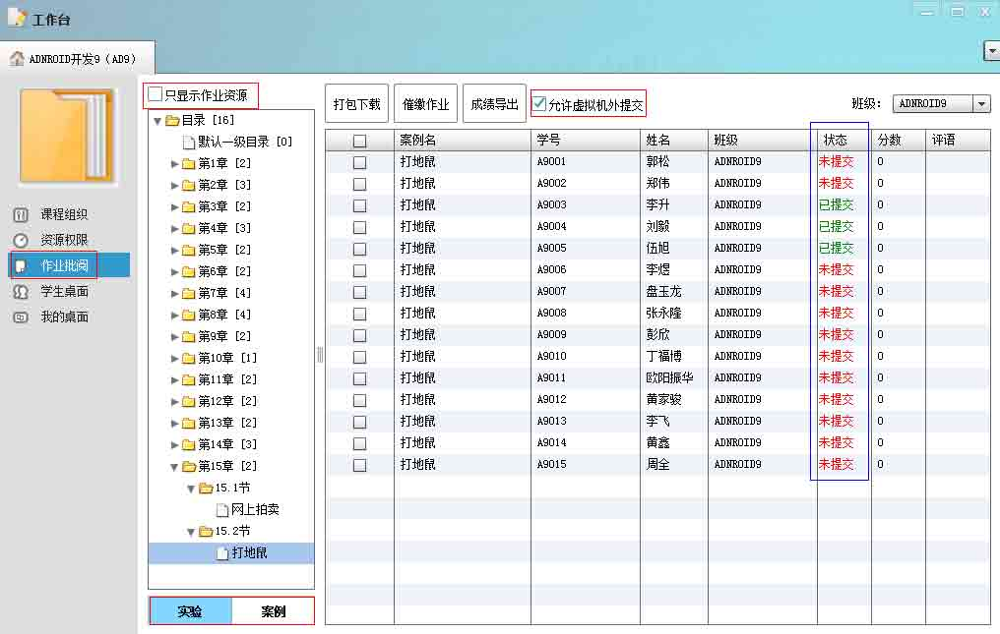 工作台
ADNROID开发9（AD9）
课程组织
资源权限
作业批阅
学生桌面
我的桌面
只显示作业资源
目录 [16]
默认一级目录 [0]
第1章 [2]
第2章 [3]
第3章 [2]
第4章 [3]
第5章 [2]
第6章 [2]
第7章 [4]
第8章 [4]
第9章 [2]
第10章 [1]
第11章 [2]
第12章 [2]
第13章 [2]
第14章 [3]
第15章 [2]
15.1节
网上拍卖
15.2节
打地鼠
实验 案例
打包下载 催缴作业 成绩导出 允许虚拟机外提交 班级: ADNROID9
案例名 学号 姓名 班级 状态 分数 评语
打地鼠 A9001 郭松 ADNROID9 未提交 0
打地鼠 A9002 郑伟 ADNROID9 未提交 0
打地鼠 A9003 李升 ADNROID9 已提交 0
打地鼠 A9004 刘毅 ADNROID9 已提交 0
打地鼠 A9005 伍旭 ADNROID9 已提交 0
打地鼠 A9006 李煜 ADNROID9 未提交 0
打地鼠 A9007 盘玉龙 ADNROID9 未提交 0
打地鼠 A9008 张永隆 ADNROID9 未提交 0
打地鼠 A9009 彭欣 ADNROID9 未提交 0
打地鼠 A9010 丁福博 ADNROID9 未提交 0
打地鼠 A9011 欧阳振华 ADNROID9 未提交 0
打地鼠 A9012 黄家骏 ADNROID9 未提交 0
打地鼠 A9013 李飞 ADNROID9 未提交 0
打地鼠 A9014 黄鑫 ADNROID9 未提交 0
打地鼠 A9015 周全 ADNROID9 未提交 0